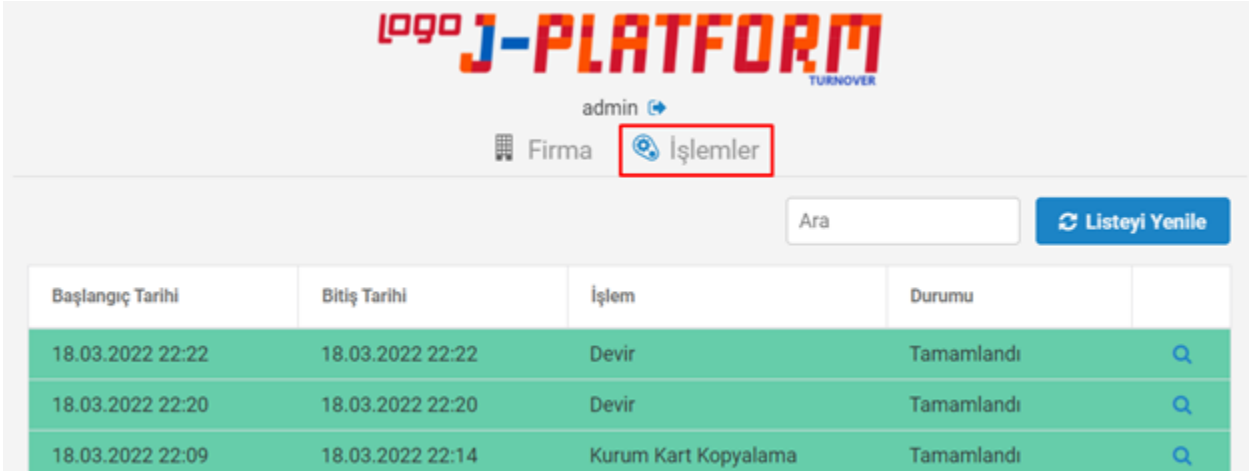 LOGO J-PLATFORM
TURNOVER
admin
Firma İşlemler
Ara Listeyi Yenile
Başlangıç Tarihi Bitiş Tarihi İşlem Durumu
18.03.2022 22:22 18.03.2022 22:22 Devir Tamamlandı
18.03.2022 22:20 18.03.2022 22:20 Devir Tamamlandı
18.03.2022 22:09 18.03.2022 22:14 Kurum Kart Kopyalama Tamamlandı